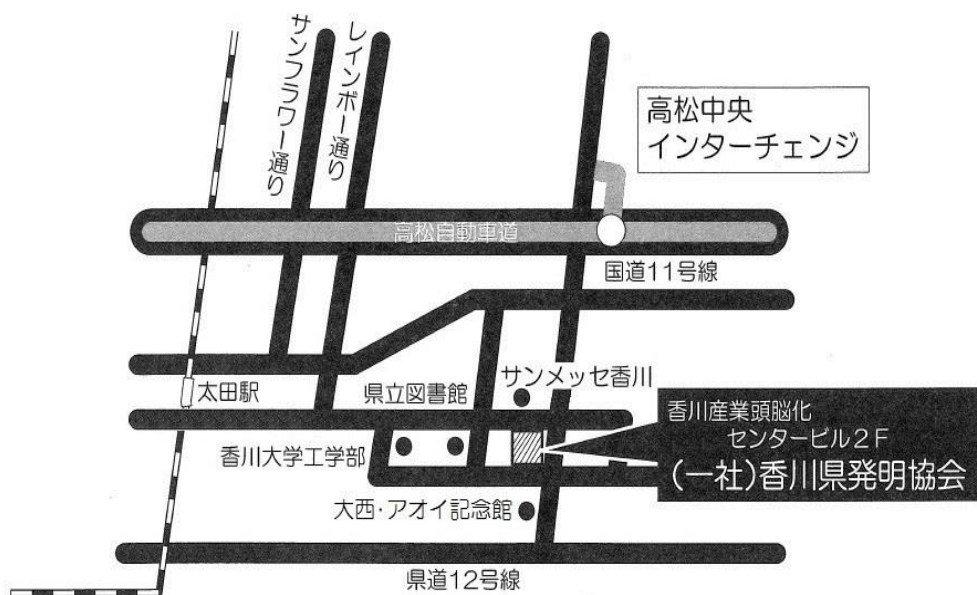 サンフラワー通り
レインボー通り
高松中央
インターチェンジ
高松自動車道
国道11号線
太田駅
県立図書館
サンメッセ香川
香川大学工学部
香川産業頭脳化
センタービル２Ｆ
(一社)香川県発明協会
大西・アオイ記念館
県道12号線